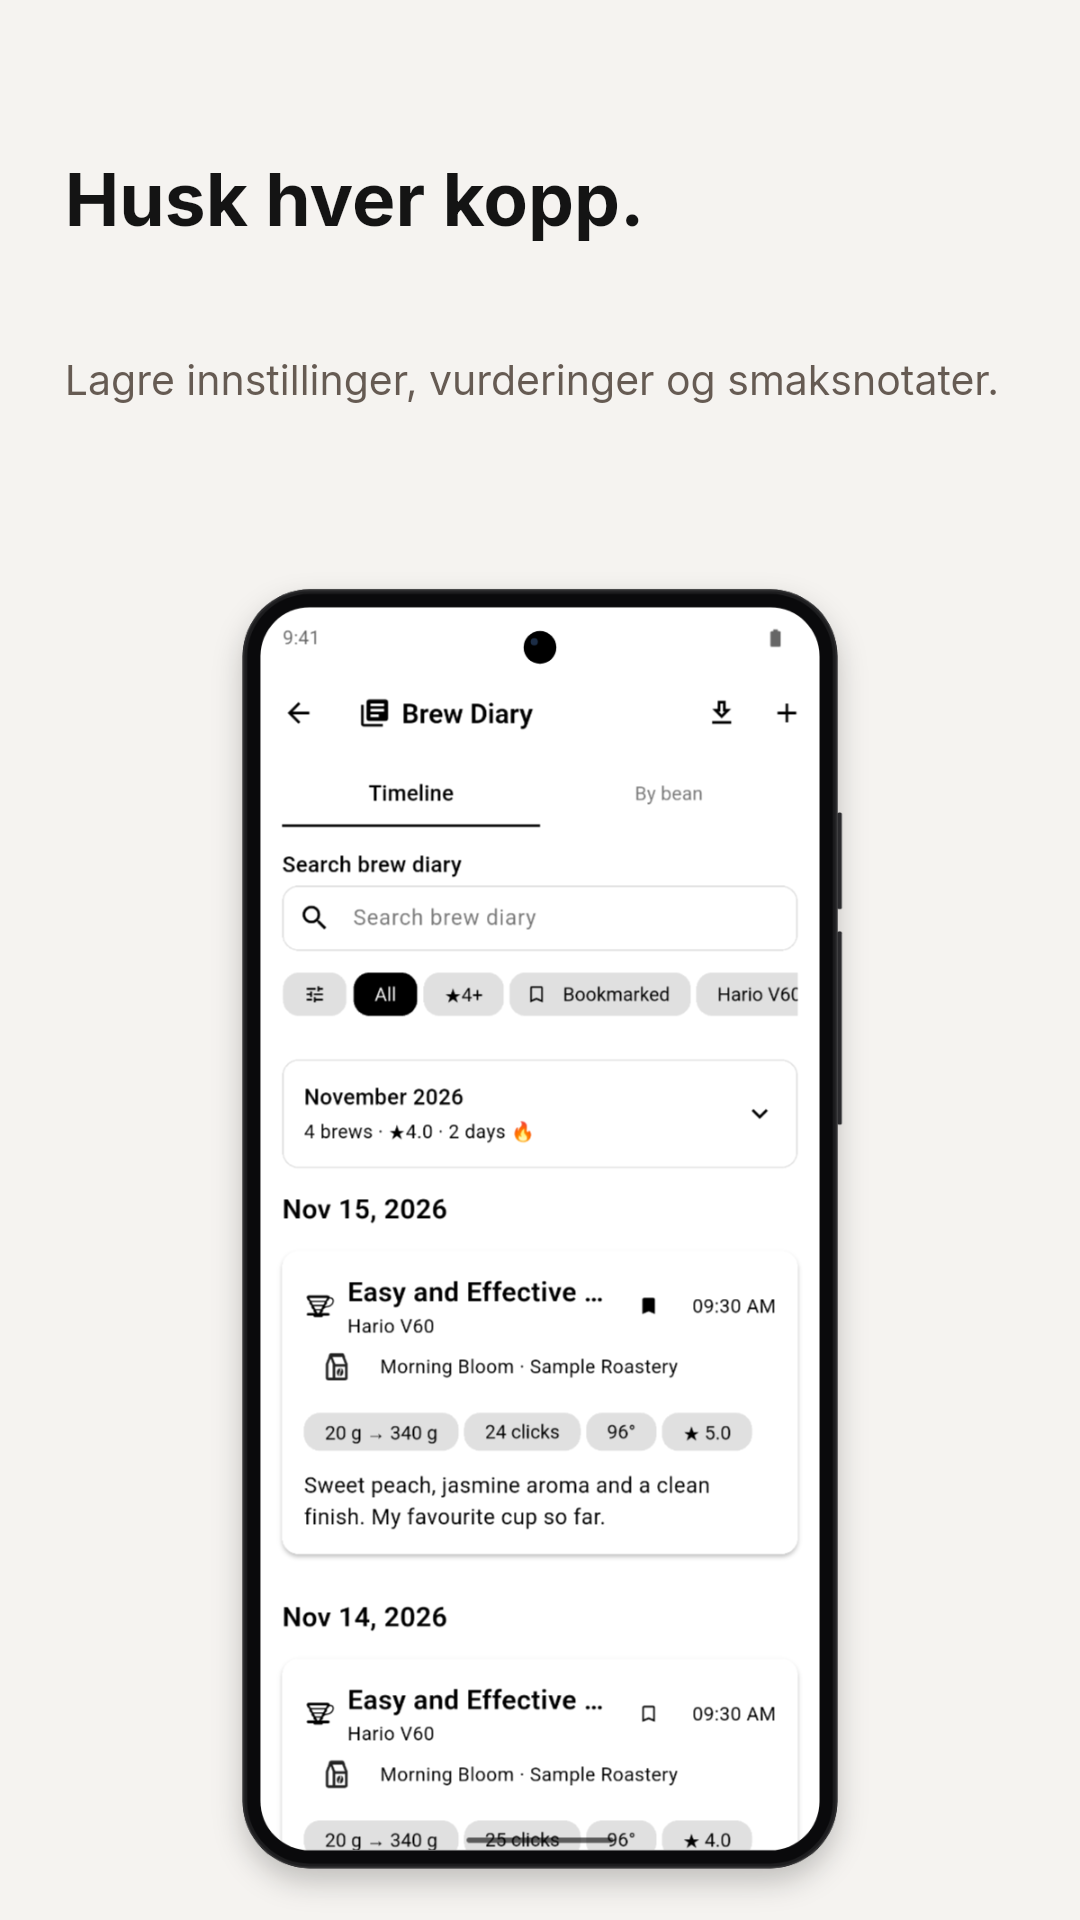 Husk hver kopp.
Lagre innstillinger, vurderinger og smaksnotater.
9:41
Brew Diary
Timeline
By bean
Search brew diary
Search brew diary
All
★4+
Bookmarked
Hario V60
November 2026
4 brews · ★4.0 · 2 days 🔥
Nov 15, 2026
Easy and Effective ...
09:30 AM
Hario V60
Morning Bloom · Sample Roastery
20 g → 340 g
24 clicks
96°
★ 5.0
Sweet peach, jasmine aroma and a clean
finish. My favourite cup so far.
Nov 14, 2026
Easy and Effective ...
09:30 AM
Hario V60
Morning Bloom · Sample Roastery
20 g → 340 g
25 clicks
96°
★ 4.0